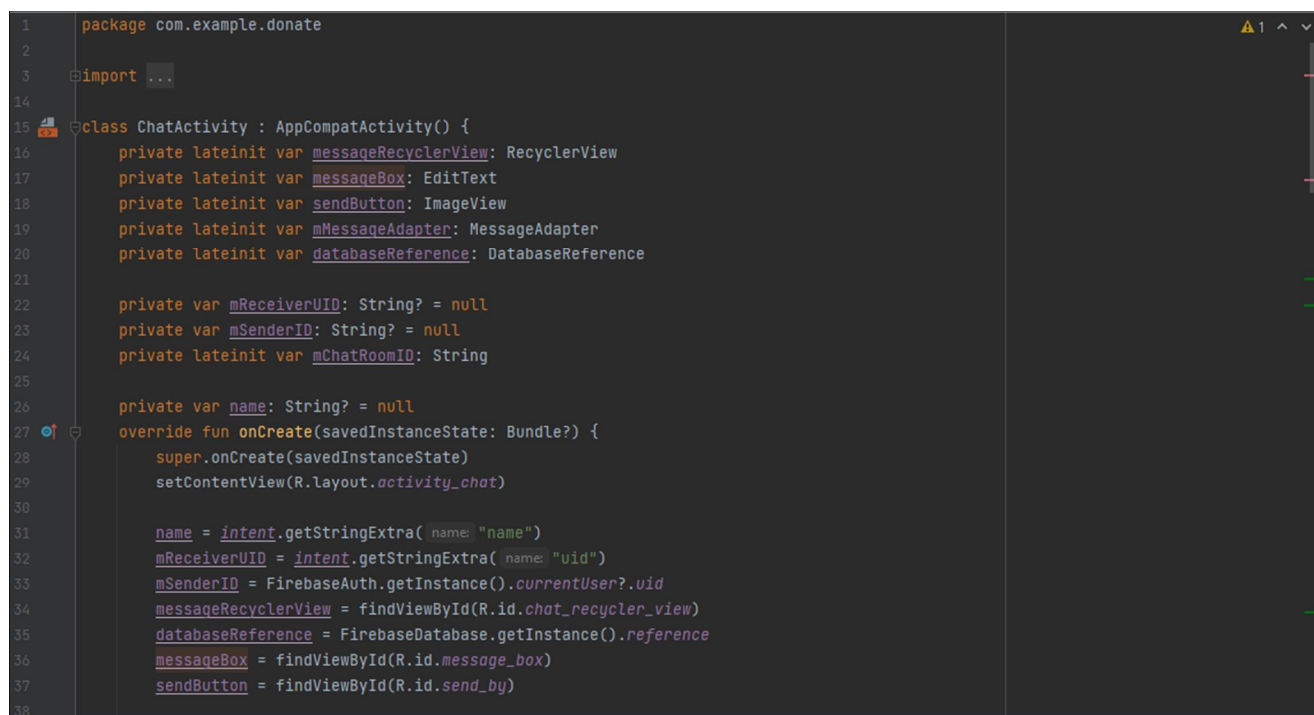 1 package com.example.donate
2
3 import ...
14
15 class ChatActivity : AppCompatActivity() {
16 private lateinit var messageRecyclerView: RecyclerView
17 private lateinit var messageBox: EditText
18 private lateinit var sendButton: ImageView
19 private lateinit var mMessageAdapter: MessageAdapter
20 private lateinit var databaseReference: DatabaseReference
21
22 private var mReceiverUID: String? = null
23 private var mSenderID: String? = null
24 private lateinit var mChatRoomID: String
25
26 private var name: String? = null
27 override fun onCreate(savedInstanceState: Bundle?) {
28 super.onCreate(savedInstanceState)
29 setContentView(R.layout.activity_chat)
30
31 name = intent.getStringExtra( name: "name")
32 mReceiverUID = intent.getStringExtra( name: "uid")
33 mSenderID = FirebaseAuth.getInstance().currentUser?.uid
34 messageRecyclerView = findViewById(R.id.chat_recycler_view)
35 databaseReference = FirebaseDatabase.getInstance().reference
36 messageBox = findViewById(R.id.message_box)
37 sendButton = findViewById(R.id.send_by)
38
1